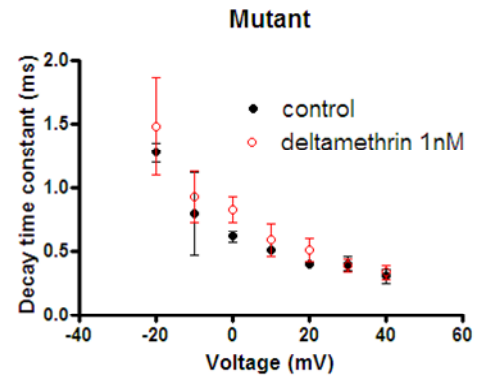 Mutant
Decay time constant (ms)
2.0
1.5
1.0
0.5
0.0
control
deltamethrin 1nM
-40 -20 0 20 40 60
Voltage (mV)